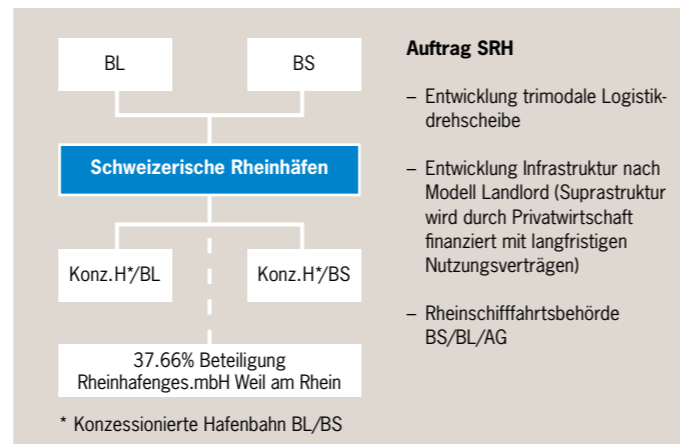 BL
BS
Schweizerische Rheinhäfen
Konz.H*/BL
Konz.H*/BS
37.66% Beteiligung
Rheinhafenges.mbH Weil am Rhein
* Konzessionierte Hafenbahn BL/BS
Auftrag SRH
– Entwicklung trimodale Logistik-
drehscheibe
– Entwicklung Infrastruktur nach
Modell Landlord (Suprastruktur
wird durch Privatwirtschaft
finanziert mit langfristigen
Nutzungsverträgen)
– Rheinschifffahrtsbehörde
BS/BL/AG